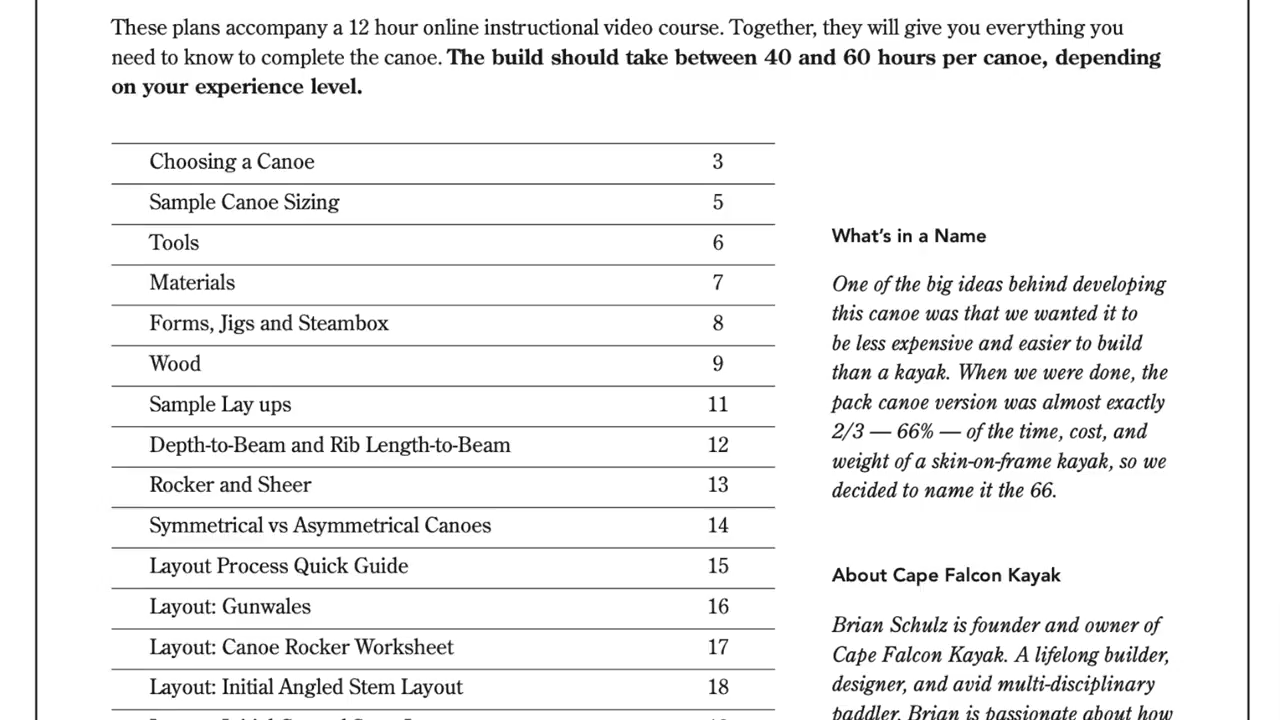 These plans accompany a 12 hour online instructional video course. Together, they will give you everything you
need to know to complete the canoe. The build should take between 40 and 60 hours per canoe, depending
on your experience level.
Choosing a Canoe 3
Sample Canoe Sizing 5
Tools 6
Materials 7
Forms, Jigs and Steambox 8
Wood 9
Sample Lay ups 11
Depth-to-Beam and Rib Length-to-Beam 12
Rocker and Sheer 13
Symmetrical vs Asymmetrical Canoes 14
Layout Process Quick Guide 15
Layout: Gunwales 16
Layout: Canoe Rocker Worksheet 17
Layout: Initial Angled Stem Layout 18
What's in a Name
One of the big ideas behind developing
this canoe was that we wanted it to
be less expensive and easier to build
than a kayak. When we were done, the
pack canoe version was almost exactly
2/3 — 66% — of the time, cost, and
weight of a skin-on-frame kayak, so we
decided to name it the 66.
About Cape Falcon Kayak
Brian Schulz is founder and owner of
Cape Falcon Kayak. A lifelong builder,
designer, and avid multi-disciplinary
paddler, Brian is passionate about how